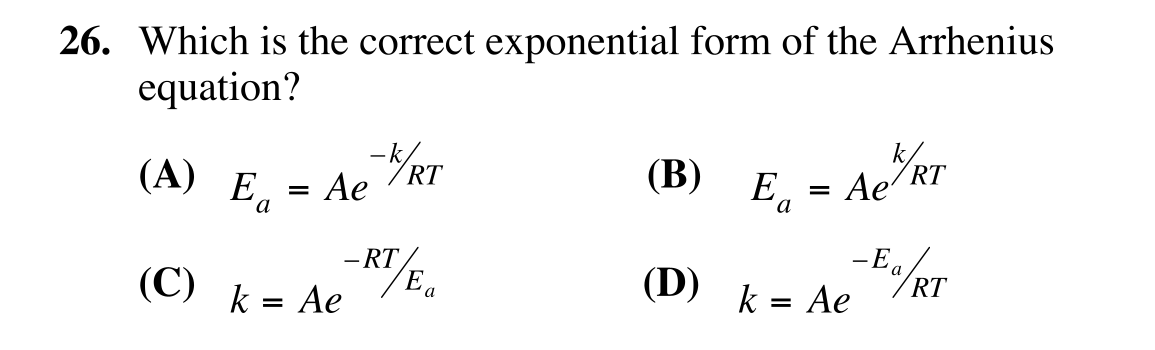 26. Which is the correct exponential form of the Arrhenius
equation?
(A) Eₐ = Ae^(−k/RT) (B) Eₐ = Ae^(k/RT)
(C) k = Ae^(−RT/Eₐ) (D) k = Ae^(−Eₐ/RT)